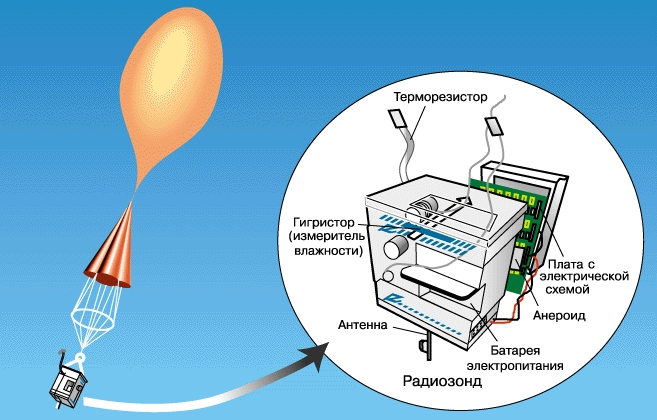 Терморезистор
Гигристор
(измеритель
влажности)
Плата с
электрической
схемой
Анероид
Антенна
Батарея
электропитания
Радиозонд